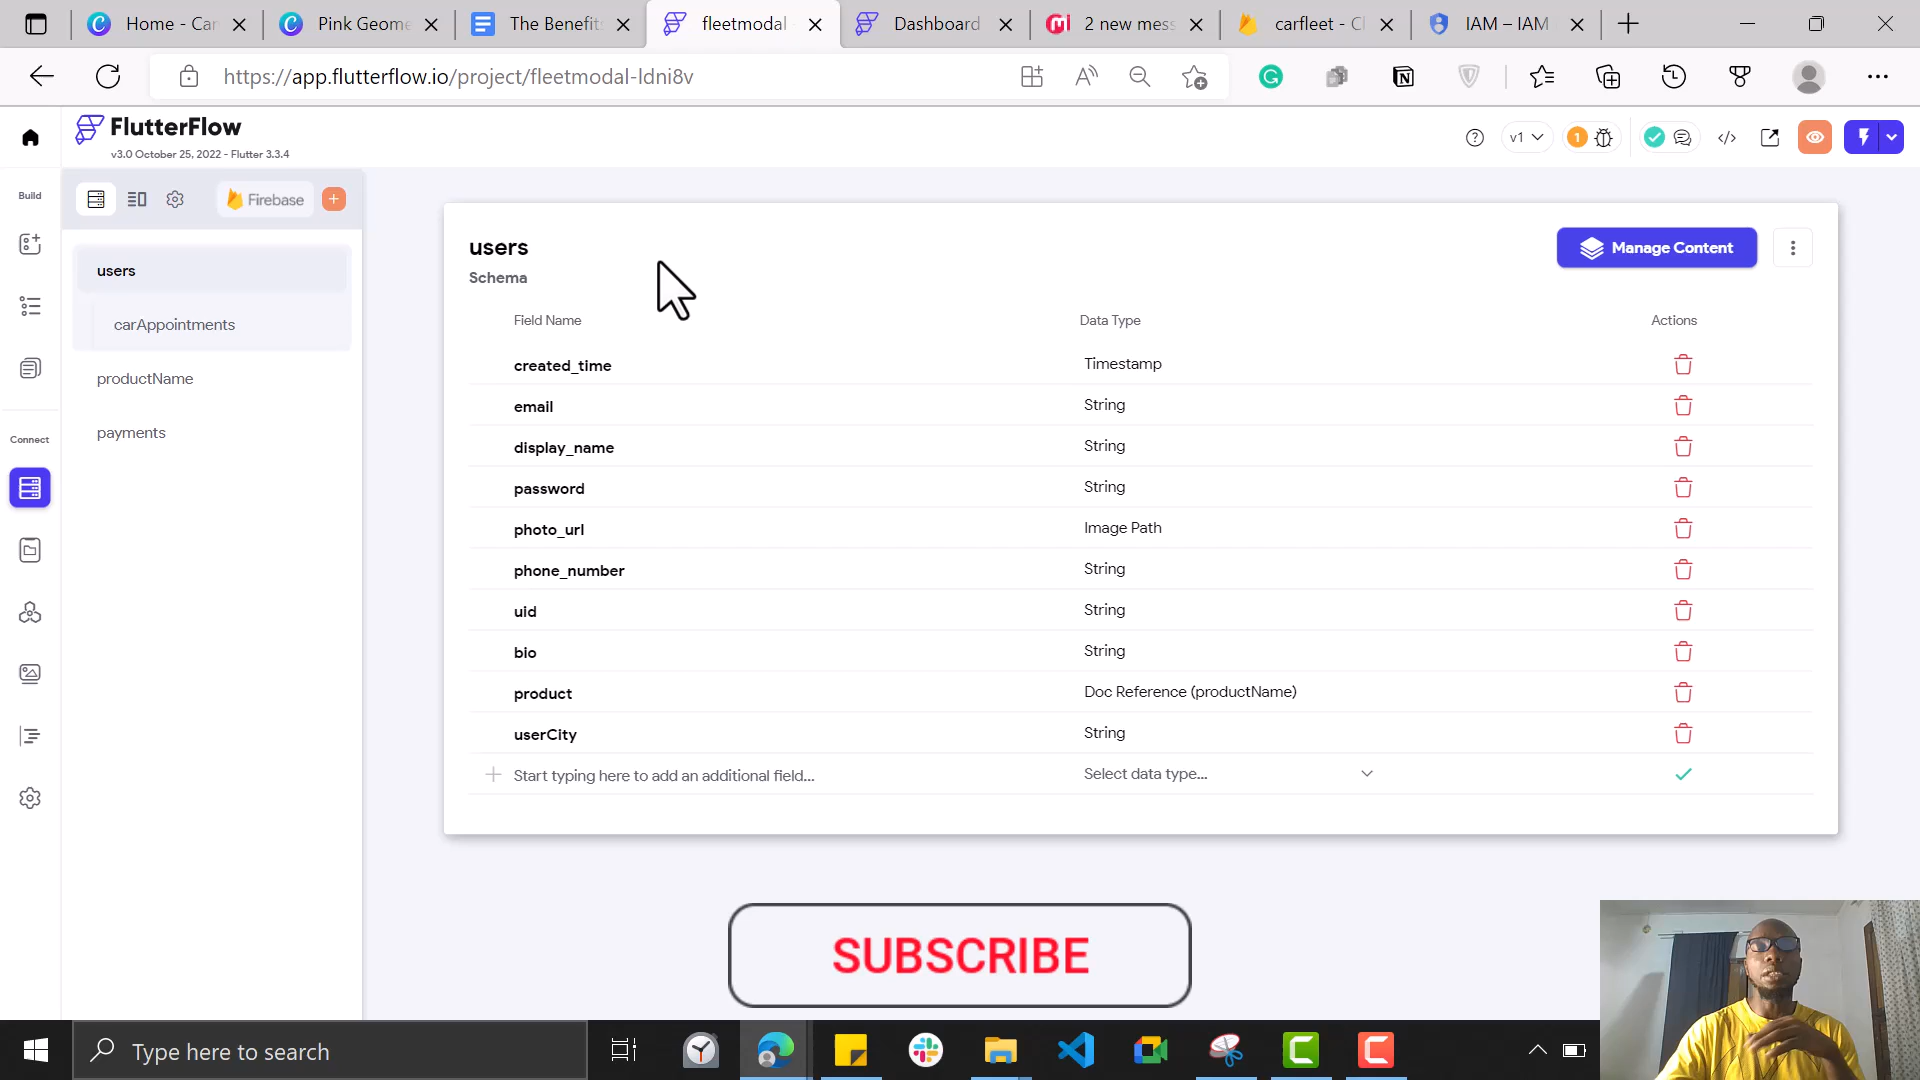 Home - Car
Pink Geome
The Benefit
fleetmodal
Dashboard
2 new mess
carfleet - Cl
IAM – IAM
https://app.flutterflow.io/project/fleetmodal-ldni8v
FlutterFlow
v3.0 October 25, 2022 - Flutter 3.3.4
v1
1
Build
Firebase
users
carAppointments
productName
payments
Connect
users
Manage Content
Schema
Field Name Data Type Actions
created_time Timestamp
email String
display_name String
password String
photo_url Image Path
phone_number String
uid String
bio String
product Doc Reference (productName)
userCity String
Start typing here to add an additional field... Select data type...
SUBSCRIBE
Type here to search